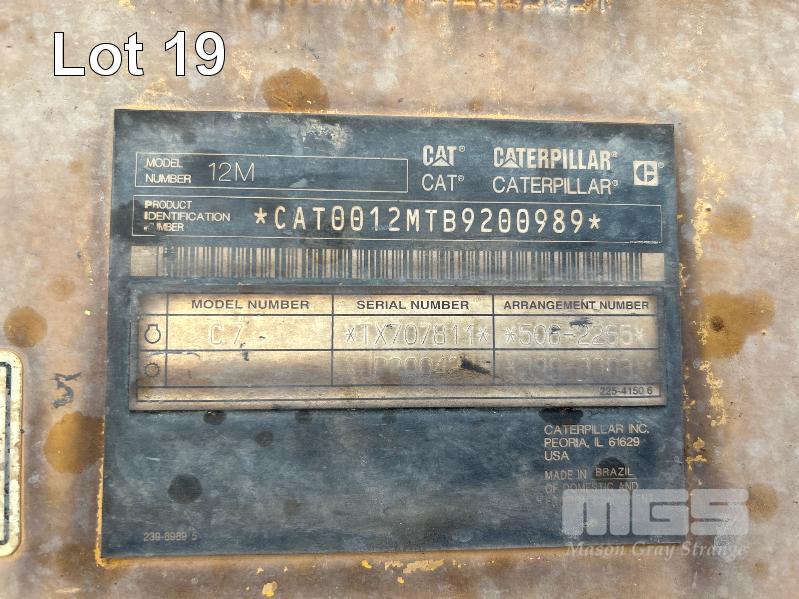 Lot 19
MODEL NUMBER 12M
CAT® CATERPILLAR®
CAT® CATERPILLAR®
PRODUCT IDENTIFICATION NUMBER *CAT0012MTB9200989*
MODEL NUMBER SERIAL NUMBER ARRANGEMENT NUMBER
C7 *TX707811* *506-2265*
225-4150 6
CATERPILLAR INC.
PEORIA, IL 61629
USA
MADE IN BRAZIL
OF DOMESTIC AND
239-8989 5
MGS
Mason Gray Strange